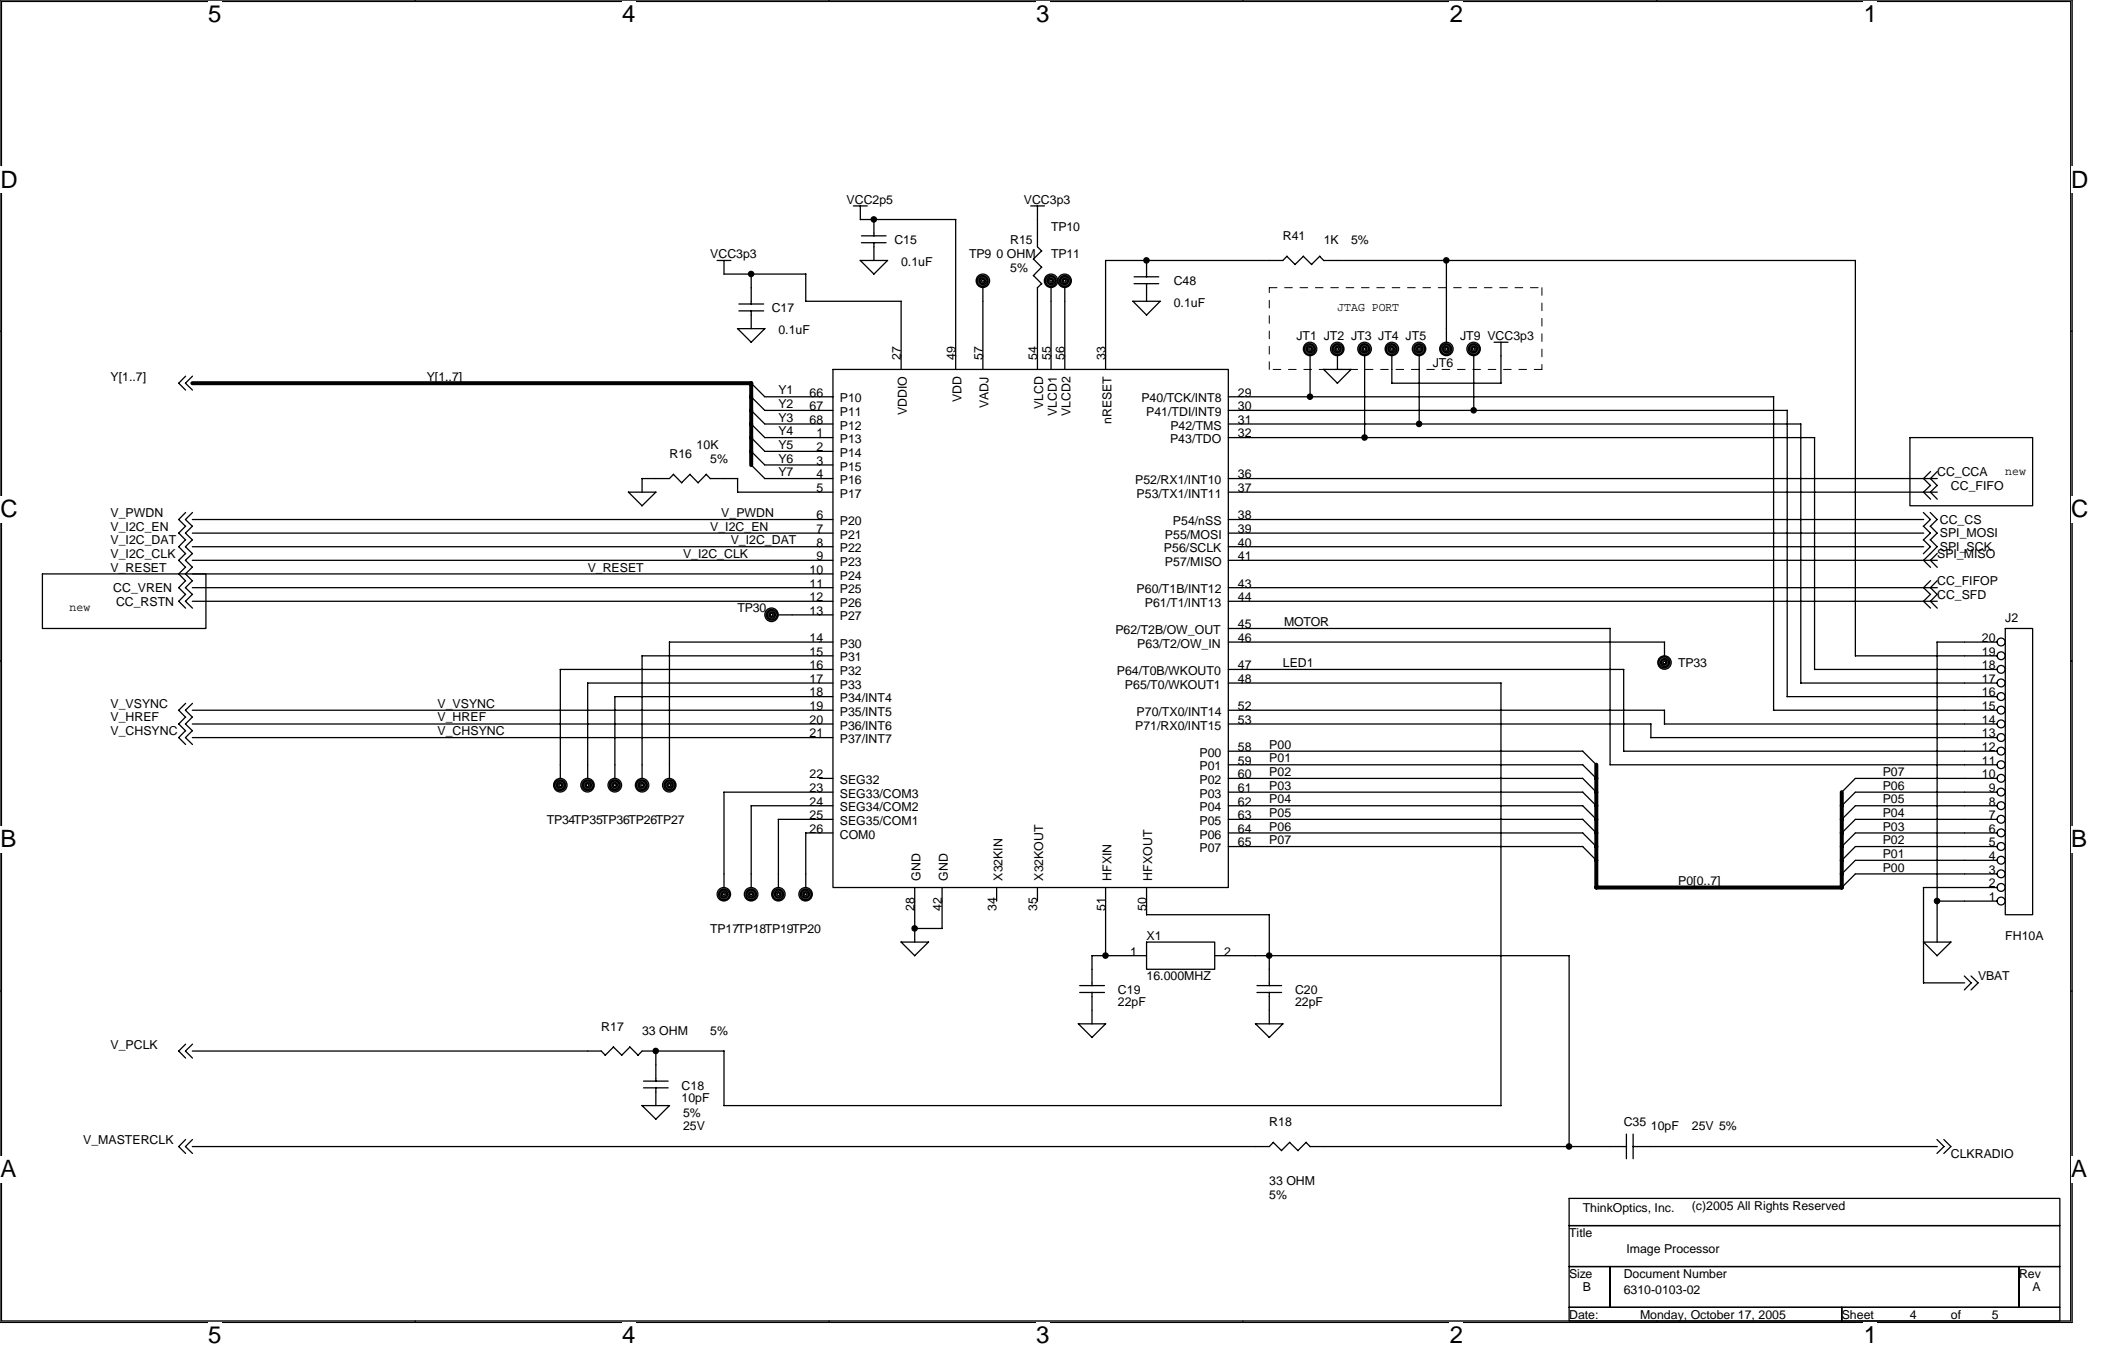 5 4 3 2 1
D D
VCC2p5 VCC3p3
TP10
C15 R15 R41 1K 5%
VCC3p3 TP9 0 OHM TP11
0.1uF 5%
C48
0.1uF
C17
0.1uF
JTAG PORT
JT1 JT2 JT3 JT4 JT5 JT9 VCC3p3
JT6
27 49 57 54 55 56 33
VDDIO VDD VADJ VLCD VLCD1 VLCD2 nRESET
Y[1..7] Y[1..7]
Y1 66 P10
Y2 67 P11
Y3 68 P12
Y4 1 P13
Y5 2 P14
Y6 3 P15
Y7 4 P16
5 P17
R16 10K 5%
V_PWDN V_PWDN 6 P20
V_I2C_EN V_I2C_EN 7 P21
V_I2C_DAT V_I2C_DAT 8 P22
V_I2C_CLK V_I2C_CLK 9 P23
V_RESET V_RESET 10 P24
CC_VREN 11 P25
new CC_RSTN 12 P26
TP30 13 P27
14 P30
15 P31
16 P32
17 P33
18 P34/INT4
V_VSYNC V_VSYNC 19 P35/INT5
V_HREF V_HREF 20 P36/INT6
V_CHSYNC V_CHSYNC 21 P37/INT7
22 SEG32
23 SEG33/COM3
24 SEG34/COM2
25 SEG35/COM1
26 COM0
TP34 TP35 TP36 TP26 TP27
TP17 TP18 TP19 TP20
P40/TCK/INT8 29
P41/TDI/INT9 30
P42/TMS 31
P43/TDO 32
P52/RX1/INT10 36 CC_CCA new
P53/TX1/INT11 37 CC_FIFO
P54/nSS 38 CC_CS
P55/MOSI 39 SPI_MOSI
P56/SCLK 40 SPI_SCK
P57/MISO 41 SPI_MISO
P60/T1B/INT12 43 CC_FIFOP
P61/T1/INT13 44 CC_SFD
P62/T2B/OW_OUT 45 MOTOR
P63/T2/OW_IN 46 TP33
P64/T0B/WKOUT0 47 LED1
P65/T0/WKOUT1 48
P70/TX0/INT14 52
P71/RX0/INT15 53
P00 58 P00
P01 59 P01
P02 60 P02
P03 61 P03
P04 62 P04
P05 63 P05
P06 64 P06
P07 65 P07
P0[0..7]
J2
20
19
18
17
16
15
14
13
12
11
P07 10
P06 9
P05 8
P04 7
P03 6
P02 5
P01 4
P00 3
2
1
FH10A
VBAT
GND GND X32KIN X32KOUT HFXIN HFXOUT
28 42 34 35 51 50
C C
B B
X1
1 2
16.000MHZ
C19
22pF
C20
22pF
V_PCLK R17 33 OHM 5%
C18
10pF
5%
25V
V_MASTERCLK R18
33 OHM
5%
C35 10pF 25V 5%
CLKRADIO
A A
ThinkOptics, Inc. (c)2005 All Rights Reserved
Title
Image Processor
Size Document Number Rev
B 6310-0103-02 A
Date: Monday, October 17, 2005 Sheet 4 of 5
5 4 3 2 1